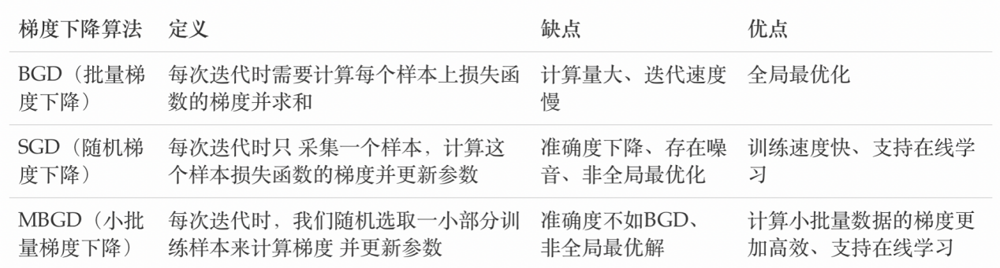 梯度下降算法 定义 缺点 优点
BGD（批量梯 每次迭代时需要计算每个样本上损失函 计算量大、迭代速度 全局最优化
度下降） 数的梯度并求和 慢
SGD（随机梯 每次迭代时只 采集一个样本，计算这 准确度下降、存在噪 训练速度快、支持在线学
度下降） 个样本损失函数的梯度并更新参数 音、非全局最优化 习
MBGD（小批 每次迭代时，我们随机选取一小部分训 准确度不如BGD、 计算小批量数据的梯度更
量梯度下降） 练样本来计算梯度 并更新参数 非全局最优解 加高效、支持在线学习